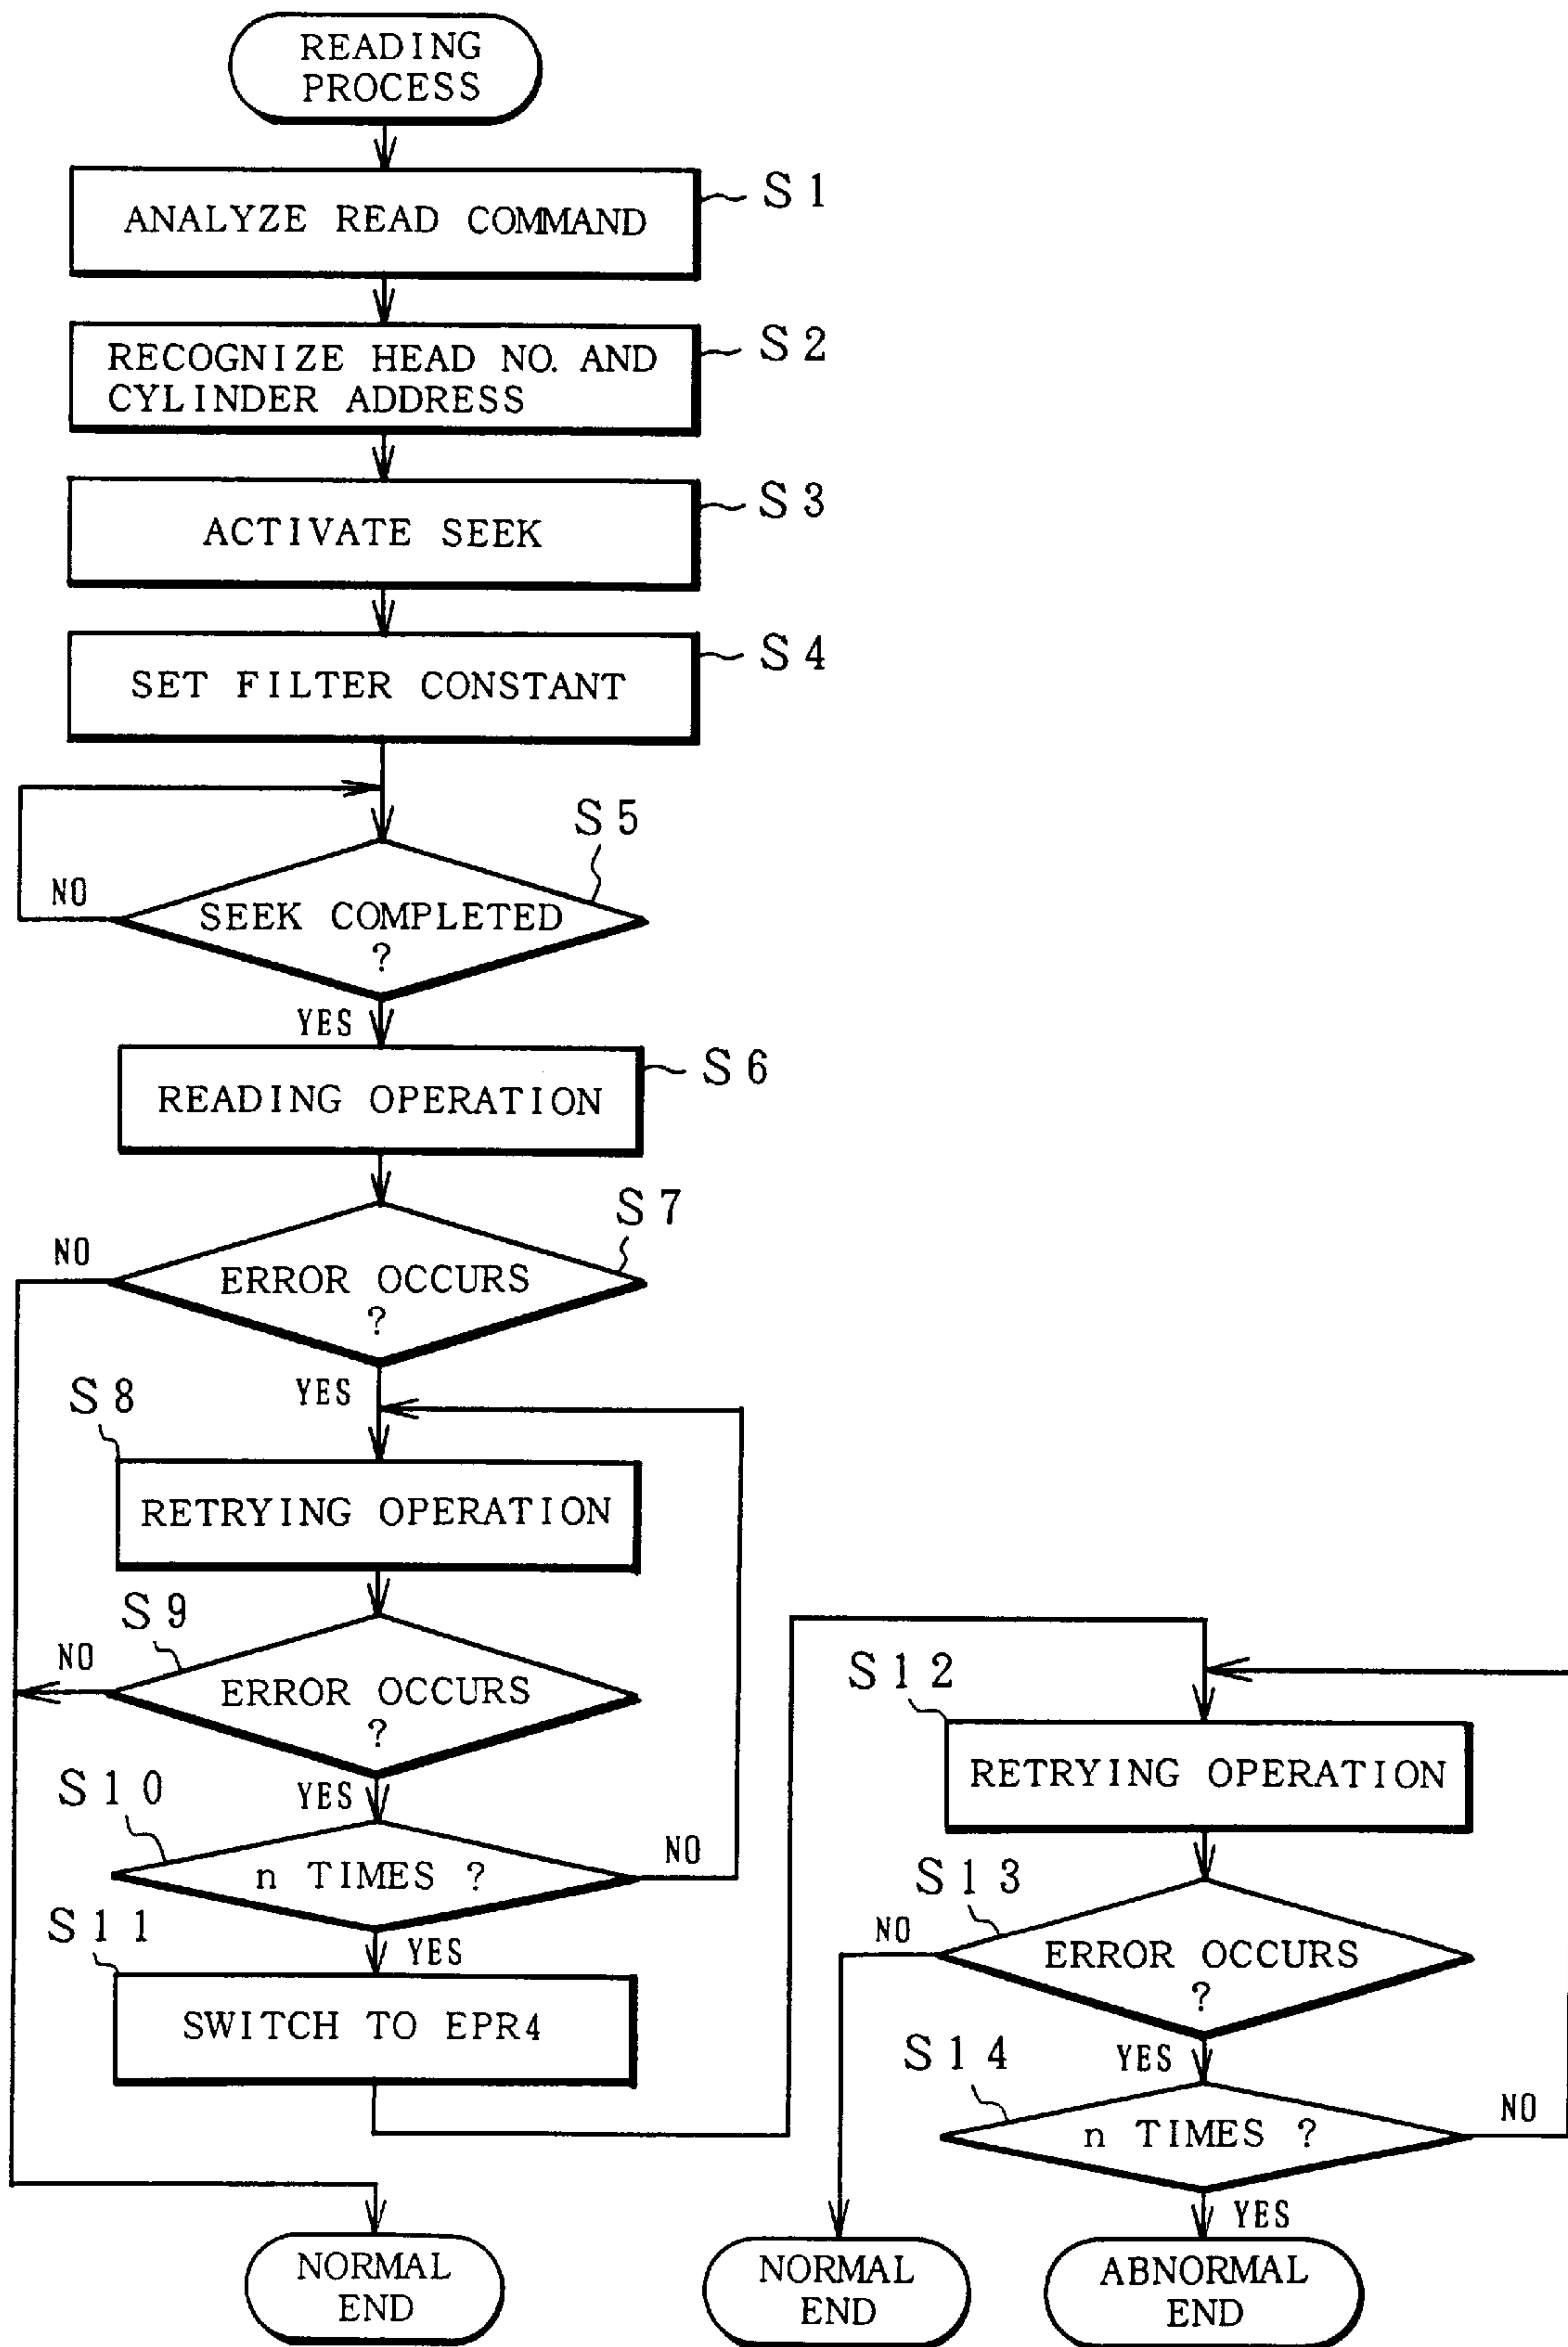 READING
PROCESS
S1
ANALYZE READ COMMAND
S2
RECOGNIZE HEAD NO. AND
CYLINDER ADDRESS
S3
ACTIVATE SEEK
S4
SET FILTER CONSTANT
S5
NO
SEEK COMPLETED
?
YES
S6
READING OPERATION
S7
NO
ERROR OCCURS
?
YES
S8
RETRYING OPERATION
S9
NO
ERROR OCCURS
?
YES
S10
n TIMES ?
NO
S11
YES
SWITCH TO EPR4
NORMAL
END
S12
RETRYING OPERATION
S13
NO
ERROR OCCURS
?
YES
S14
n TIMES ?
NO
YES
NORMAL
END
ABNORMAL
END